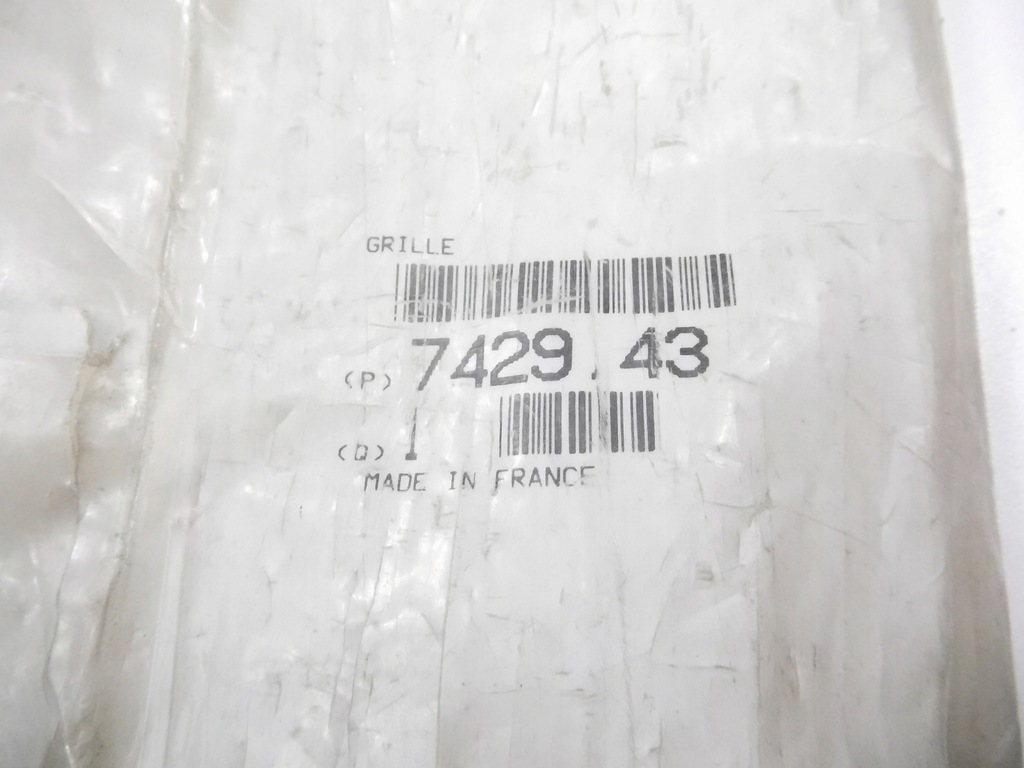 GRILLE
(P) 7429.43
(Q) 1
MADE IN FRANCE